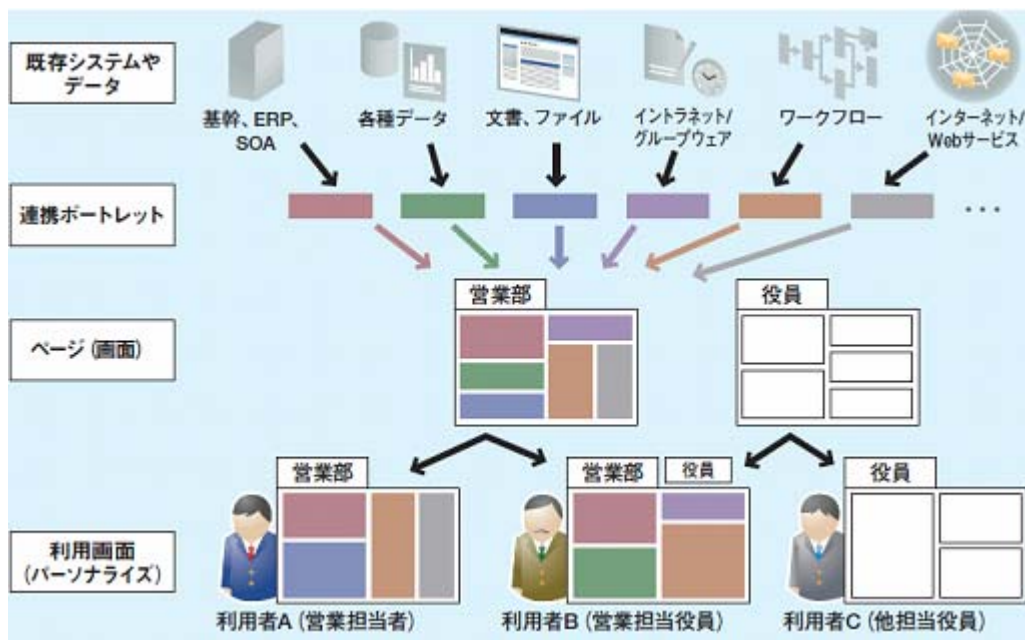 既存システムや
データ
基幹、ERP、
SOA
各種データ
文書、ファイル
イントラネット/
グループウェア
ワークフロー
インターネット/
Webサービス
連携ポートレット
･･･
営業部
役員
ページ（画面）
営業部
営業部
役員
役員
利用画面
（パーソナライズ）
利用者A（営業担当者）
利用者B（営業担当役員）
利用者C（他担当役員）